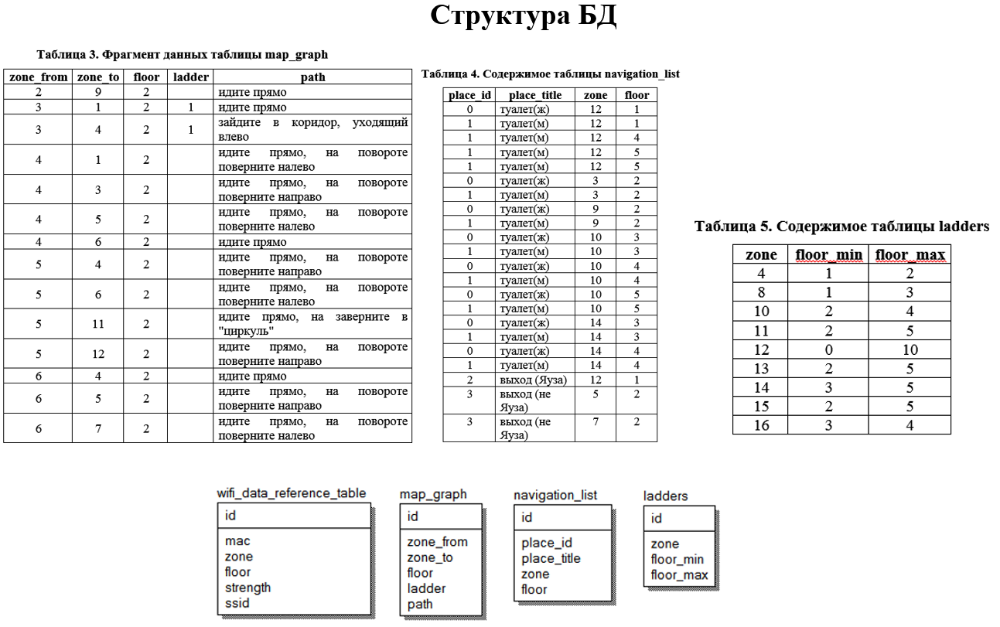 Структура БД
Таблица 3. Фрагмент данных таблицы map_graph
zone_from zone_to floor ladder path
2 9 2 идите прямо
3 1 2 1 идите прямо
3 4 2 1 зайдите в коридор, уходящий
влево
4 1 2 идите прямо, на повороте
поверните налево
4 3 2 идите прямо, на повороте
поверните направо
4 5 2 идите прямо, на повороте
поверните налево
4 6 2 идите прямо
5 4 2 идите прямо, на повороте
поверните направо
5 6 2 идите прямо, на повороте
поверните налево
5 11 2 идите прямо, на заверните в
"циркуль"
5 12 2 идите прямо, на повороте
поверните направо
6 4 2 идите прямо
6 5 2 идите прямо, на повороте
поверните направо
6 7 2 идите прямо, на повороте
поверните налево
Таблица 4. Содержимое таблицы navigation_list
place_id place_title zone floor
0 туалет(ж) 12 1
1 туалет(м) 12 1
1 туалет(м) 12 4
1 туалет(м) 12 5
1 туалет(м) 12 5
0 туалет(ж) 3 2
1 туалет(м) 3 2
0 туалет(ж) 9 2
1 туалет(м) 9 2
0 туалет(ж) 10 3
1 туалет(м) 10 3
0 туалет(ж) 10 4
1 туалет(м) 10 4
0 туалет(ж) 10 5
1 туалет(м) 10 5
0 туалет(ж) 14 3
1 туалет(м) 14 3
0 туалет(ж) 14 4
1 туалет(м) 14 4
2 выход (Яуза) 12 1
3 выход (не 5 2
Яуза)
3 выход (не 7 2
Яуза)
Таблица 5. Содержимое таблицы ladders
zone floor_min floor_max
4 1 2
8 1 3
10 2 4
11 2 5
12 0 10
13 2 5
14 3 5
15 2 5
16 3 4
wifi_data_reference_table
id
mac
zone
floor
strength
ssid
map_graph
id
zone_from
zone_to
floor
ladder
path
navigation_list
id
place_id
place_title
zone
floor
ladders
id
zone
floor_min
floor_max